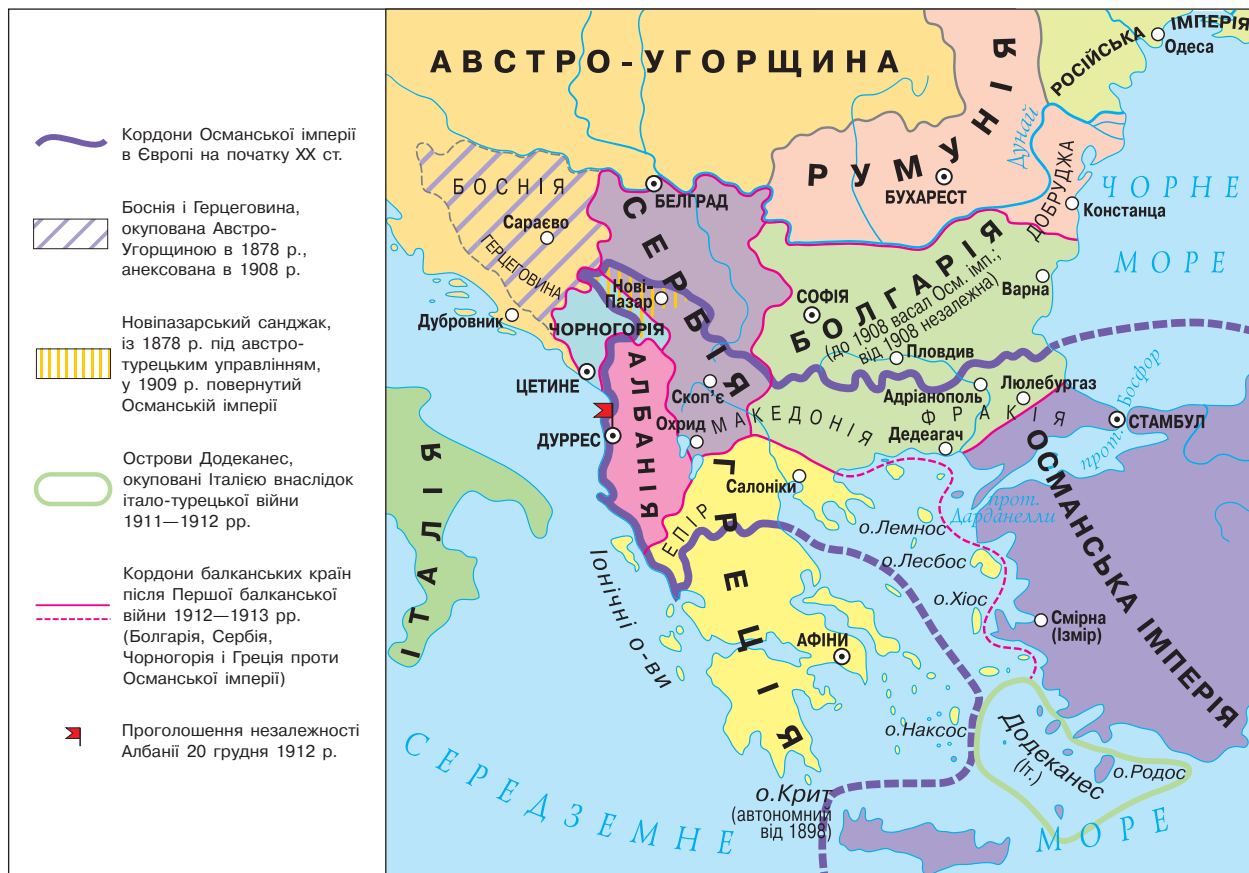 Кордони Османської імперії
в Європі на початку XX ст.
Боснія і Герцеговина,
окупована Австро-
Угорщиною в 1878 р.,
анексована в 1908 р.
Новіпазарський санджак,
із 1878 р. під австро-
турецьким управлінням,
у 1909 р. повернутий
Османській імперії
Острови Додеканес,
окуповані Італією внаслідок
італо-турецької війни
1911—1912 рр.
Кордони балканських країн
після Першої балканської
війни 1912—1913 рр.
(Болгарія, Сербія,
Чорногорія і Греція проти
Османської імперії)
Проголошення незалежності
Албанії 20 грудня 1912 р.
АВСТРО-УГОРЩИНА
РОСІЙСЬКА ІМПЕРІЯ
Одеса
РУМУНІЯ
БУХАРЕСТ
Дунай
ДОБРУДЖА
Констанца
ЧОРНЕ
МОРЕ
БОСНІЯ
Сараєво
ГЕРЦЕГОВИНА
Дубровник
БЕЛГРАД
СЕРБІЯ
Нові-
Пазар
ЧОРНОГОРІЯ
ЦЕТИНЕ
Скоп'є
Охрид
СОФІЯ
БОЛГАРІЯ
(до 1908 васал Осм. імп.,
від 1908 незалежна)
Варна
Пловдив
Адріанополь
Люлебургаз
МАКЕДОНІЯ
ФРАКІЯ
Дедеагач
прот. Босфор
СТАМБУЛ
ДУРРЕС
АЛБАНІЯ
ІТАЛІЯ
ЕПІР
Салоніки
ГРЕЦІЯ
АФІНИ
Іонічні о-ви
прот.
Дарданелли
о.Лемнос
о.Лесбос
о.Хіос
Смірна
(Ізмір)
ОСМАНСЬКА ІМПЕРІЯ
о.Наксос
Додеканес
(Іт.)
о.Родос
о.Крит
(автономний
від 1898)
СЕРЕДЗЕМНЕ МОРЕ